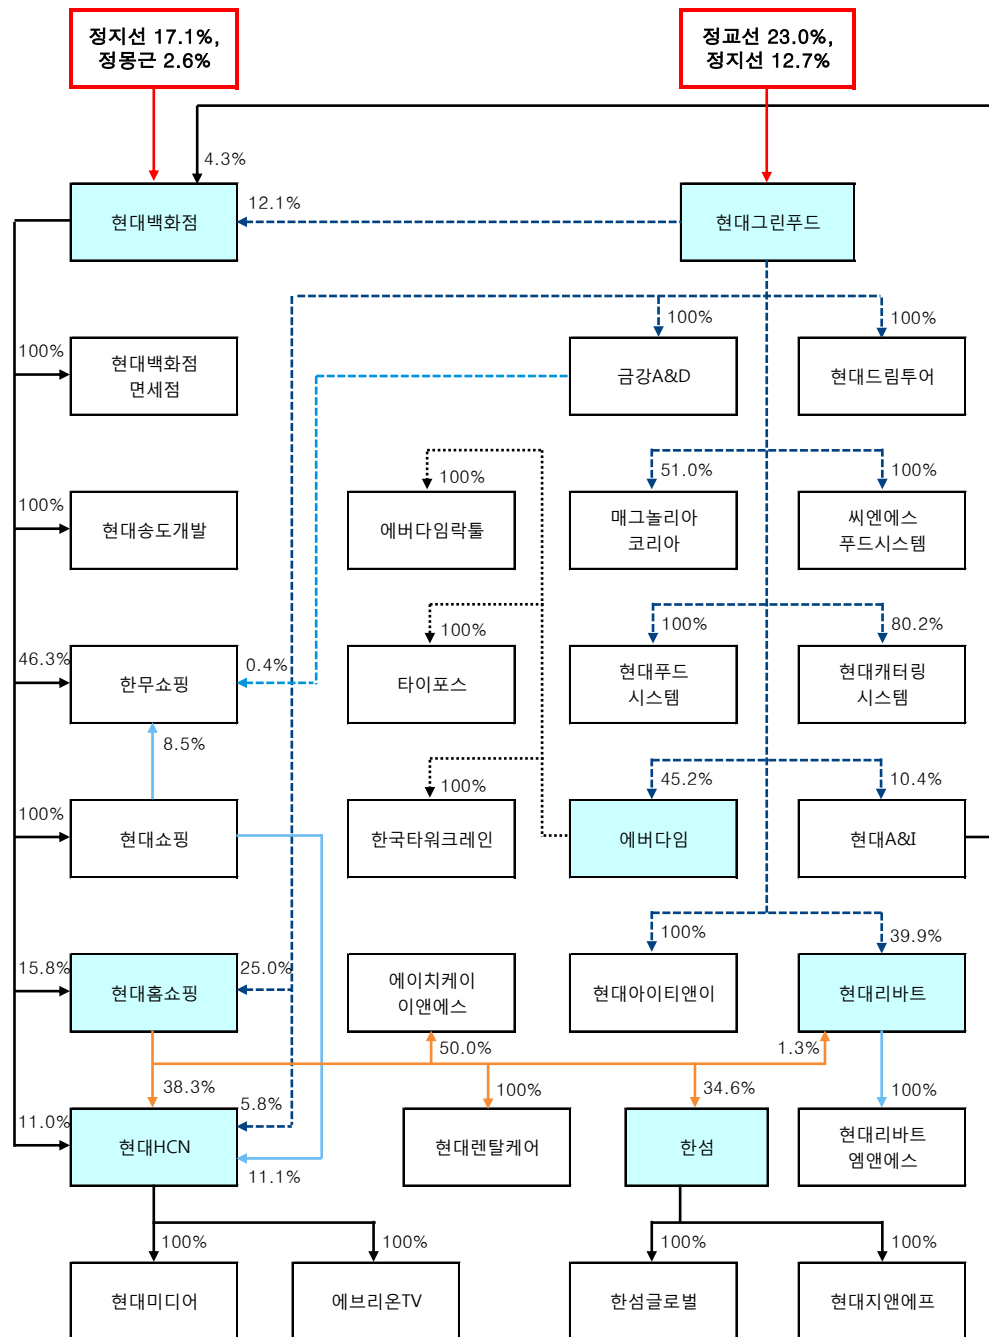 정지선 17.1%,
정몽근 2.6%
정교선 23.0%,
정지선 12.7%
4.3%
현대백화점
12.1%
현대그린푸드
100%
현대백화점
면세점
100%
금강A&D
100%
현대드림투어
100%
현대송도개발
100%
에버다임락툴
51.0%
매그놀리아
코리아
100%
씨엔에스
푸드시스템
46.3%
한무쇼핑
0.4%
100%
타이포스
100%
현대푸드
시스템
80.2%
현대캐터링
시스템
8.5%
100%
현대쇼핑
100%
한국타워크레인
45.2%
에버다임
10.4%
현대A&I
15.8%
현대홈쇼핑
25.0%
에이치케이
이앤에스
100%
현대아이티앤이
39.9%
현대리바트
50.0%
1.3%
38.3%
11.0%
현대HCN
5.8%
11.1%
100%
현대렌탈케어
34.6%
한섬
100%
현대리바트
엠앤에스
100%
현대미디어
100%
에브리온TV
100%
한섬글로벌
100%
현대지앤에프